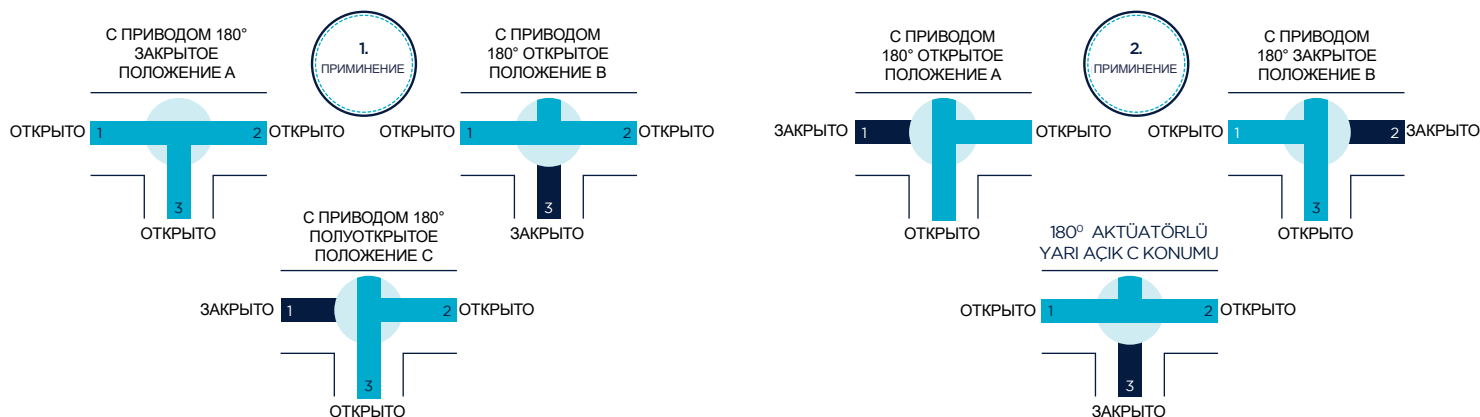 С ПРИВОДОМ 180°
ЗАКРЫТОЕ
ПОЛОЖЕНИЕ A
1.
ПРИМИНЕНИЕ
С ПРИВОДОМ
180° ОТКРЫТОЕ
ПОЛОЖЕНИЕ B
ОТКРЫТО 1 2 ОТКРЫТО
3
ОТКРЫТО
ОТКРЫТО 1 2 ОТКРЫТО
3
ЗАКРЫТО
С ПРИВОДОМ 180°
ПОЛУОТКРЫТОЕ
ПОЛОЖЕНИЕ C
ЗАКРЫТО 1 2 ОТКРЫТО
3
ОТКРЫТО
С ПРИВОДОМ
180° ОТКРЫТОЕ
ПОЛОЖЕНИЕ A
2.
ПРИМИНЕНИЕ
С ПРИВОДОМ
180° ЗАКРЫТОЕ
ПОЛОЖЕНИЕ B
ЗАКРЫТО 1 ОТКРЫТО
ОТКРЫТО
ОТКРЫТО 1 2 ЗАКРЫТО
3
ОТКРЫТО
180⁰ AKTÜATÖRLÜ
YARI AÇIK C KONUMU
ОТКРЫТО 1 2 ОТКРЫТО
3
ЗАКРЫТО